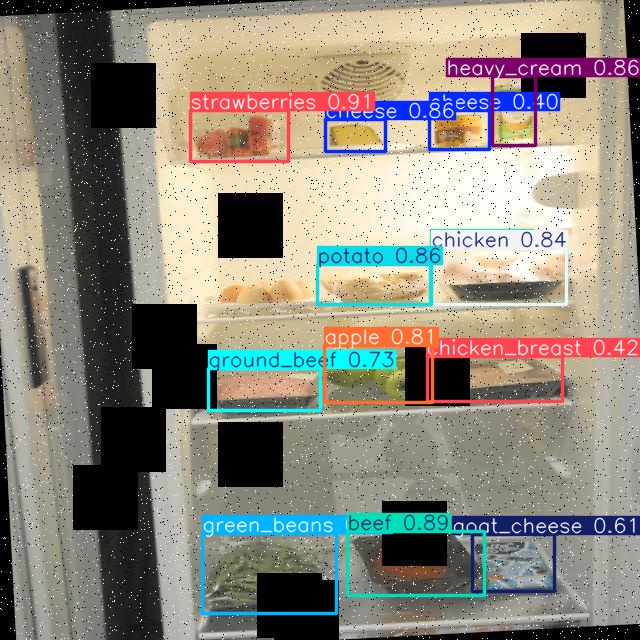 heavy_cream 0.86
strawberries 0.91
cheese 0.86
cheese 0.40
chicken 0.84
potato 0.86
apple 0.81
chicken_breast 0.42
ground_beef 0.73
green_beans
beef 0.89
goat_cheese 0.61